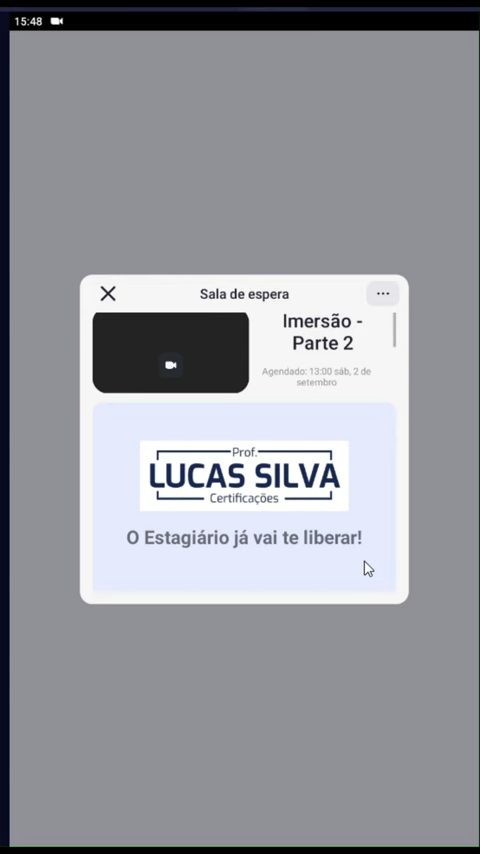 15:48
Sala de espera
...
Imersão -
Parte 2
Agendado: 13:00 sáb, 2 de
setembro
Prof.
LUCAS SILVA
Certificações
O Estagiário já vai te liberar!